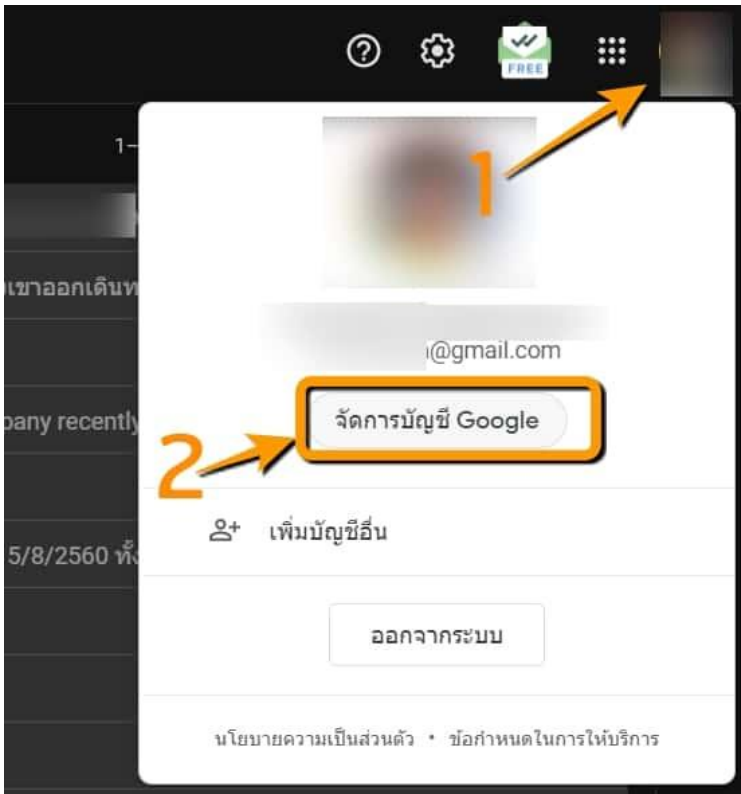 FREE
1–
1
เขาออกเดินท
@gmail.com
จัดการบัญชี Google
pany recently
2
เพิ่มบัญชีอื่น
5/8/2560 ทั้ง
ออกจากระบบ
นโยบายความเป็นส่วนตัว • ข้อกำหนดในการให้บริการ